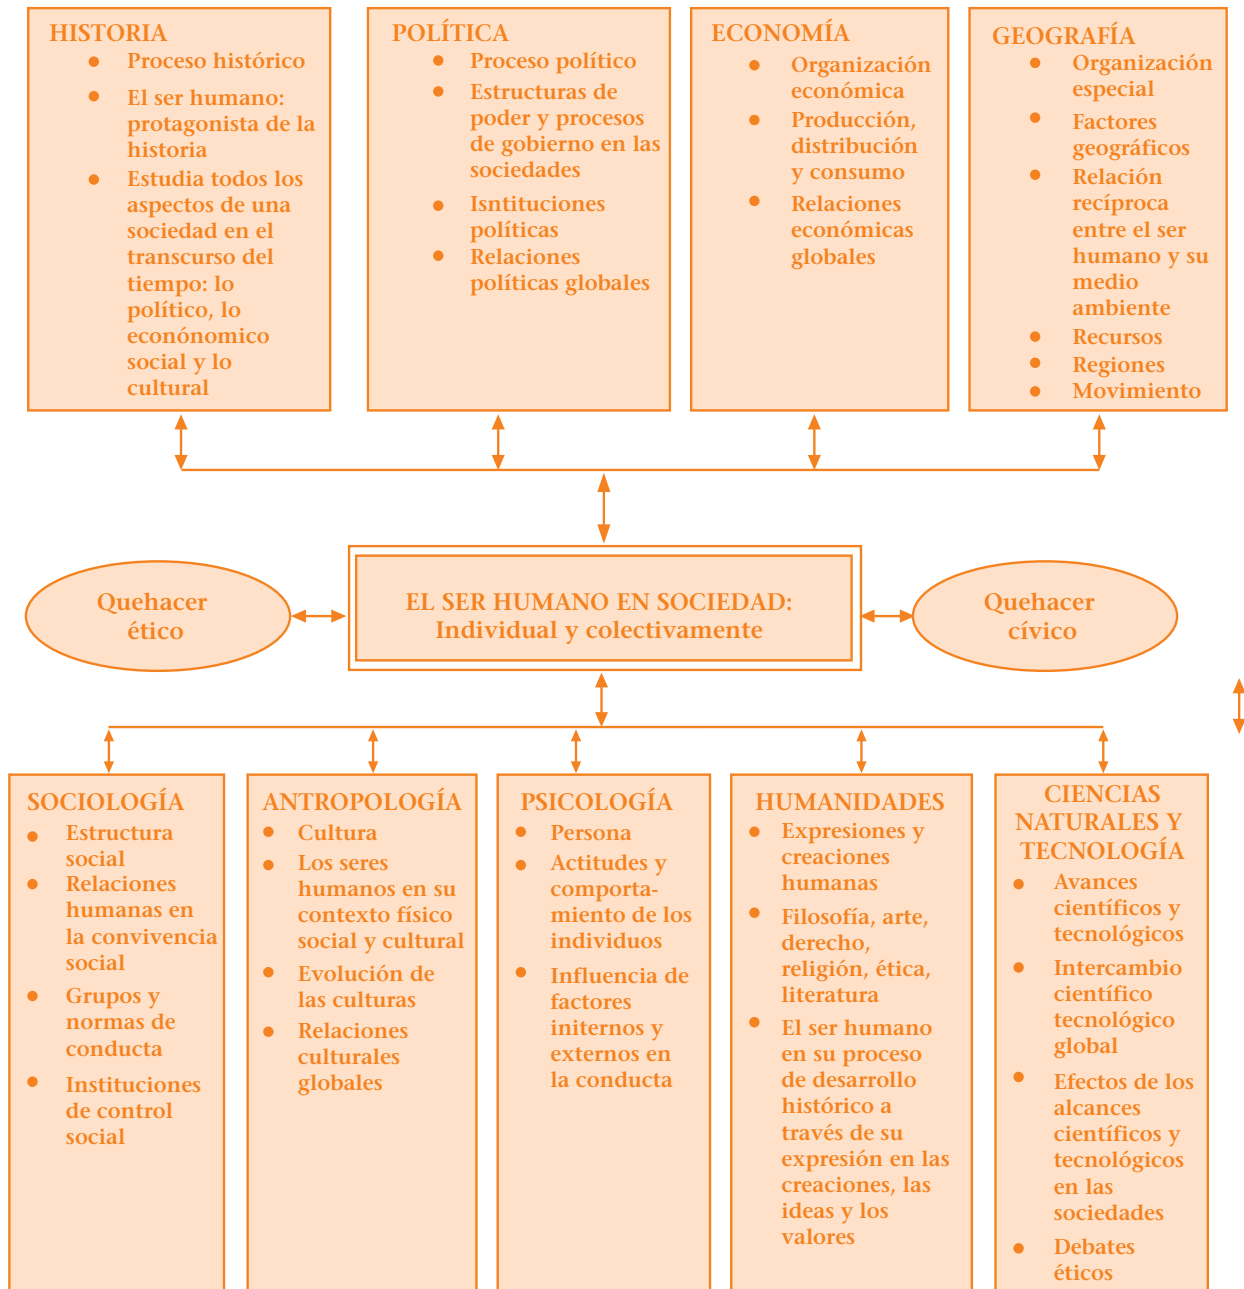 HISTORIA
● Proceso histórico
● El ser humano:
protagonista de la
historia
● Estudia todos los
aspectos de una
sociedad en el
transcurso del
tiempo: lo
político, lo
econónomico
social y lo
cultural
POLÍTICA
● Proceso político
● Estructuras de
poder y procesos
de gobierno en las
sociedades
● Isntituciones
políticas
● Relaciones
políticas globales
ECONOMÍA
● Organización
económica
● Producción,
distribución
y consumo
● Relaciones
económicas
globales
GEOGRAFÍA
● Organización
especial
● Factores
geográficos
● Relación
recíproca
entre el ser
humano y su
medio
ambiente
● Recursos
● Regiones
● Movimiento
Quehacer
ético
EL SER HUMANO EN SOCIEDAD:
Individual y colectivamente
Quehacer
cívico
SOCIOLOGÍA
● Estructura
social
● Relaciones
humanas en
la convivencia
social
● Grupos y
normas de
conducta
● Instituciones
de control
social
ANTROPOLOGÍA
● Cultura
● Los seres
humanos en su
contexto físico
social y cultural
● Evolución de
las culturas
● Relaciones
culturales
globales
PSICOLOGÍA
● Persona
● Actitudes y
comporta-
miento de los
individuos
● Influencia de
factores
initernos y
externos en
la conducta
HUMANIDADES
● Expresiones y
creaciones
humanas
● Filosofía, arte,
derecho,
religión, ética,
literatura
● El ser humano
en su proceso
de desarrollo
histórico a
través de su
expresión en las
creaciones, las
ideas y los
valores
CIENCIAS
NATURALES Y
TECNOLOGÍA
● Avances
científicos y
tecnológicos
● Intercambio
científico
tecnológico
global
● Efectos de los
alcances
científicos y
tecnológicos
en las
sociedades
● Debates
éticos